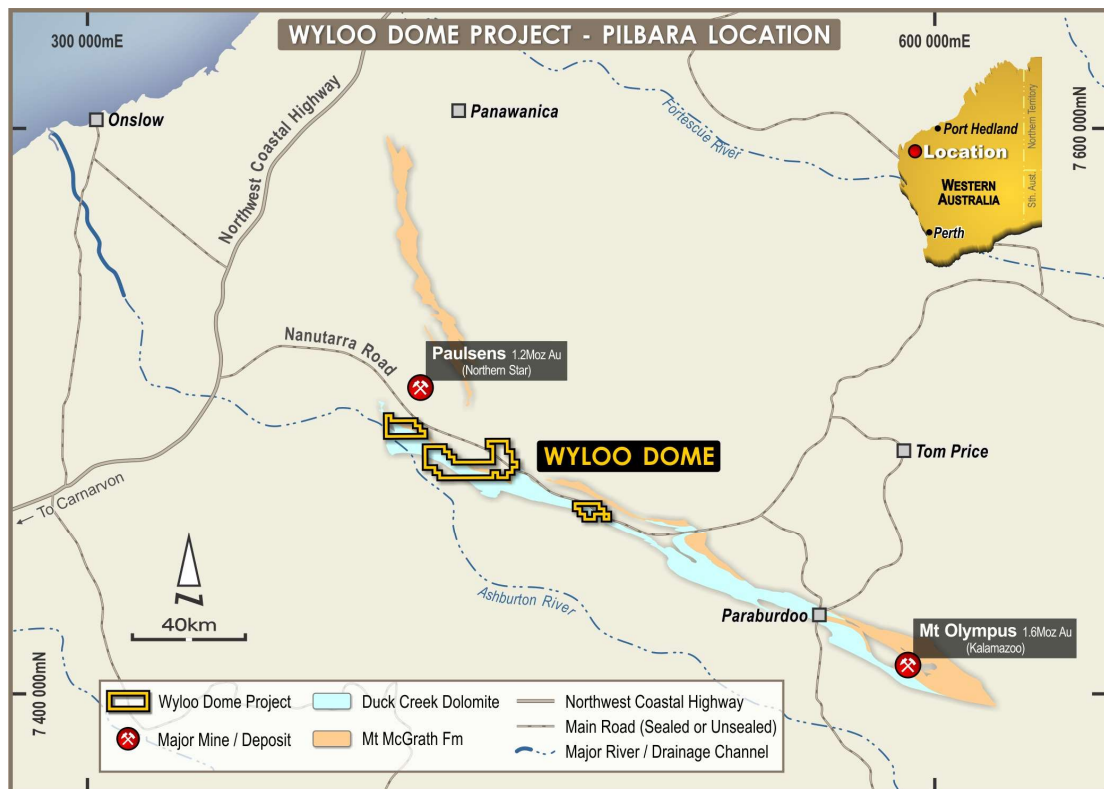 WYLOO DOME PROJECT - PILBARA LOCATION
300 000mE
600 000mE
7 600 000mN
7 400 000mN
Onslow
Panawanica
Northwest Coastal Highway
Fortescue River
Port Hedland
Location
WESTERN
AUSTRALIA
Perth
Northern Territory
Sth. Aust.
Nanutarra Road
Paulsens 1.2Moz Au
(Northern Star)
WYLOO DOME
Tom Price
To Carnarvon
Ashburton River
Paraburdoo
Mt Olympus 1.6Moz Au
(Kalamazoo)
N
40km
Wyloo Dome Project
Duck Creek Dolomite
Northwest Coastal Highway
Main Road (Sealed or Unsealed)
Major Mine / Deposit
Mt McGrath Fm
Major River / Drainage Channel